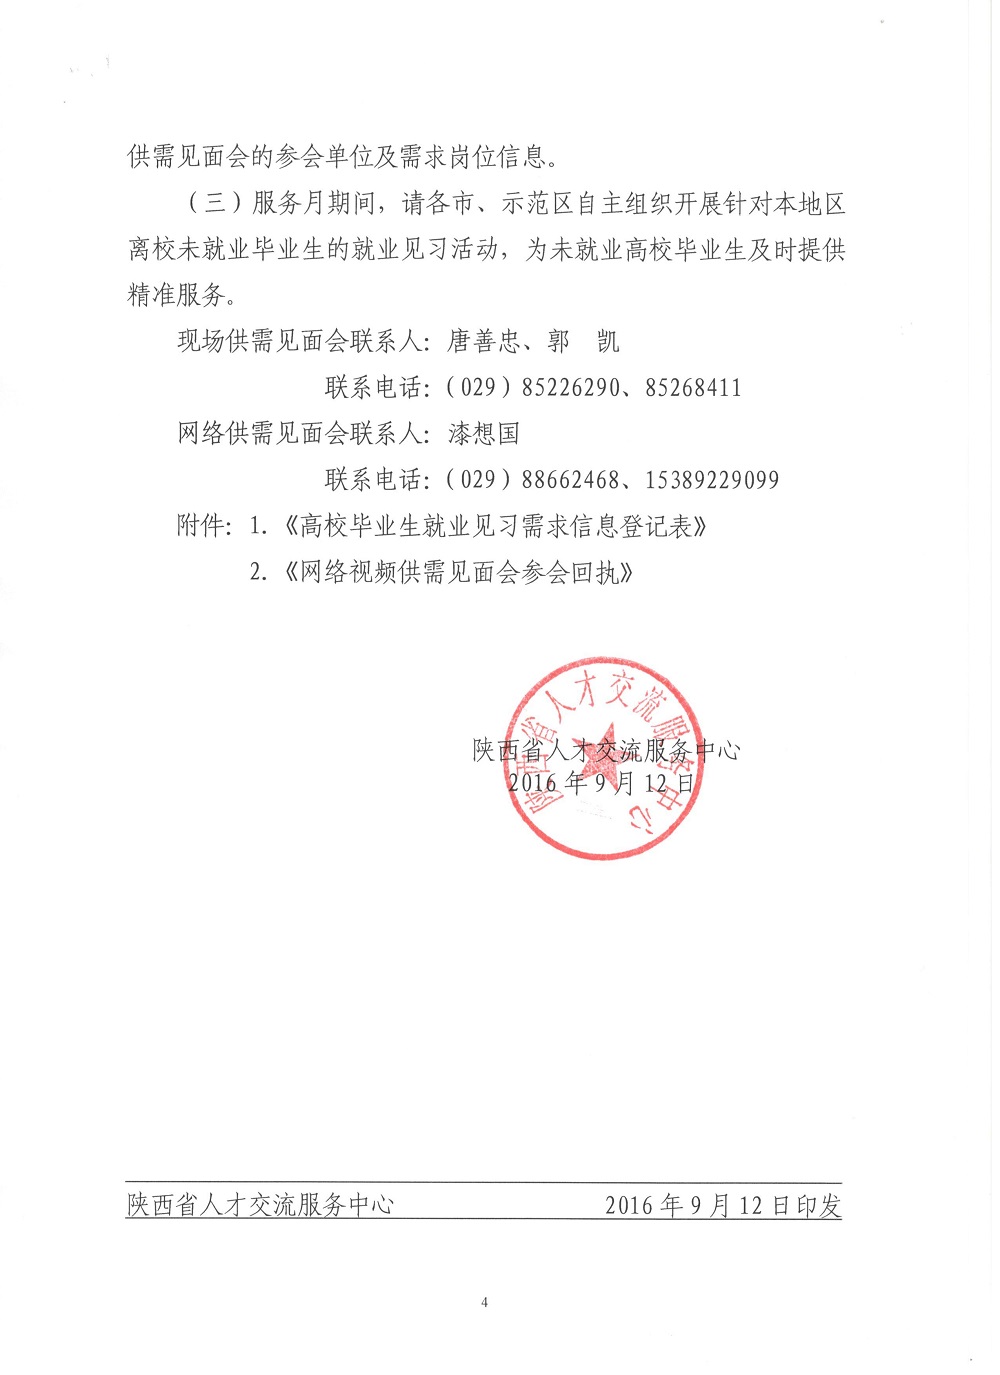 供需见面会的参会单位及需求岗位信息。
（三）服务月期间，请各市、示范区自主组织开展针对本地区
离校未就业毕业生的就业见习活动，为未就业高校毕业生及时提供
精准服务。
现场供需见面会联系人：唐善忠、郭　凯
联系电话：（029）85226290、85268411
网络供需见面会联系人：漆想国
联系电话：（029）88662468、15389229099
附件：1.《高校毕业生就业见习需求信息登记表》
2.《网络视频供需见面会参会回执》
陕西省人才交流服务中心
陕西省人才交流服务中心
2016 年 9 月 12 日
陕西省人才交流服务中心 2016 年 9 月 12 日印发
4